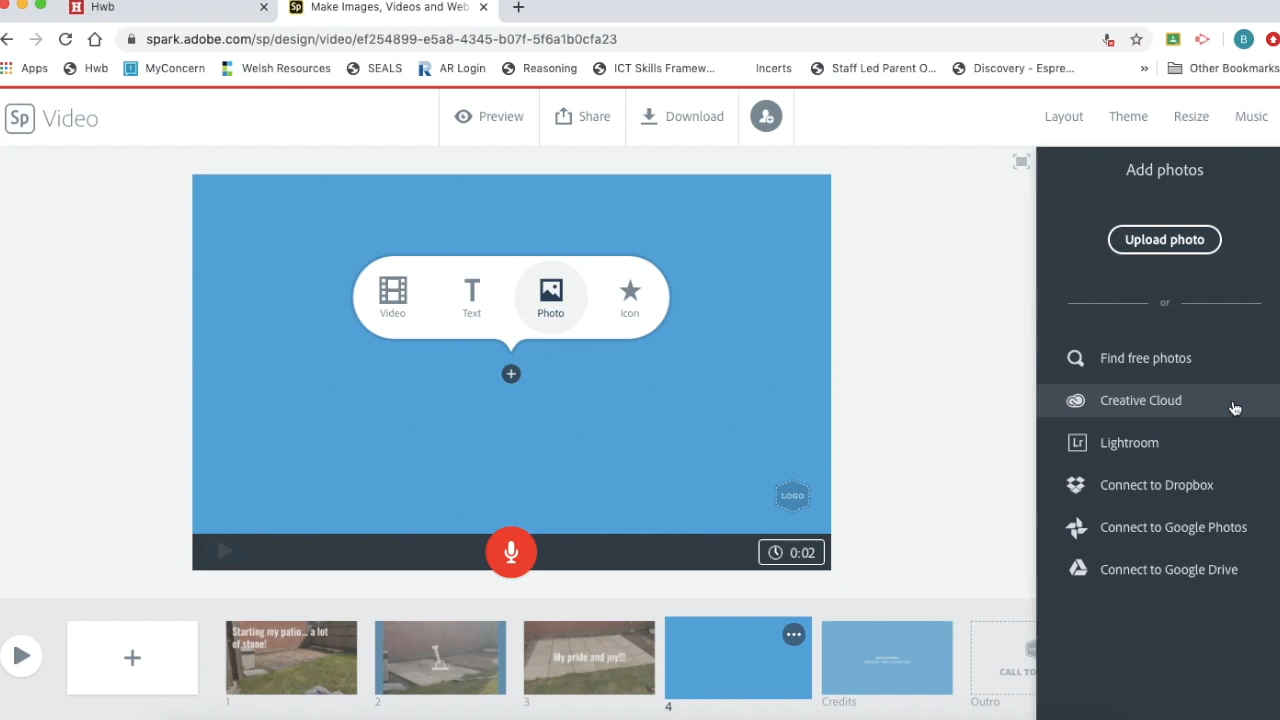 Hwb
Sp Make Images, Videos and Web
spark.adobe.com/sp/design/video/ef254899-e5a8-4345-b07f-5f6a1b0cfa23
B
Apps Hwb MyConcern Welsh Resources SEALS AR Login Reasoning ICT Skills Framew... Incerts Staff Led Parent O... Discovery - Espre... » Other Bookmarks
Sp Video Preview Share Download Layout Theme Resize Music
Add photos
Upload photo
or
Video Text Photo Icon
Find free photos
Creative Cloud
Lr Lightroom
Connect to Dropbox
LOGO
Connect to Google Photos
0:02
Connect to Google Drive
Starting my patio... a lot
of stone!
My pride and joy!!!
CALL TO
1 2 3 4 Credits Outro